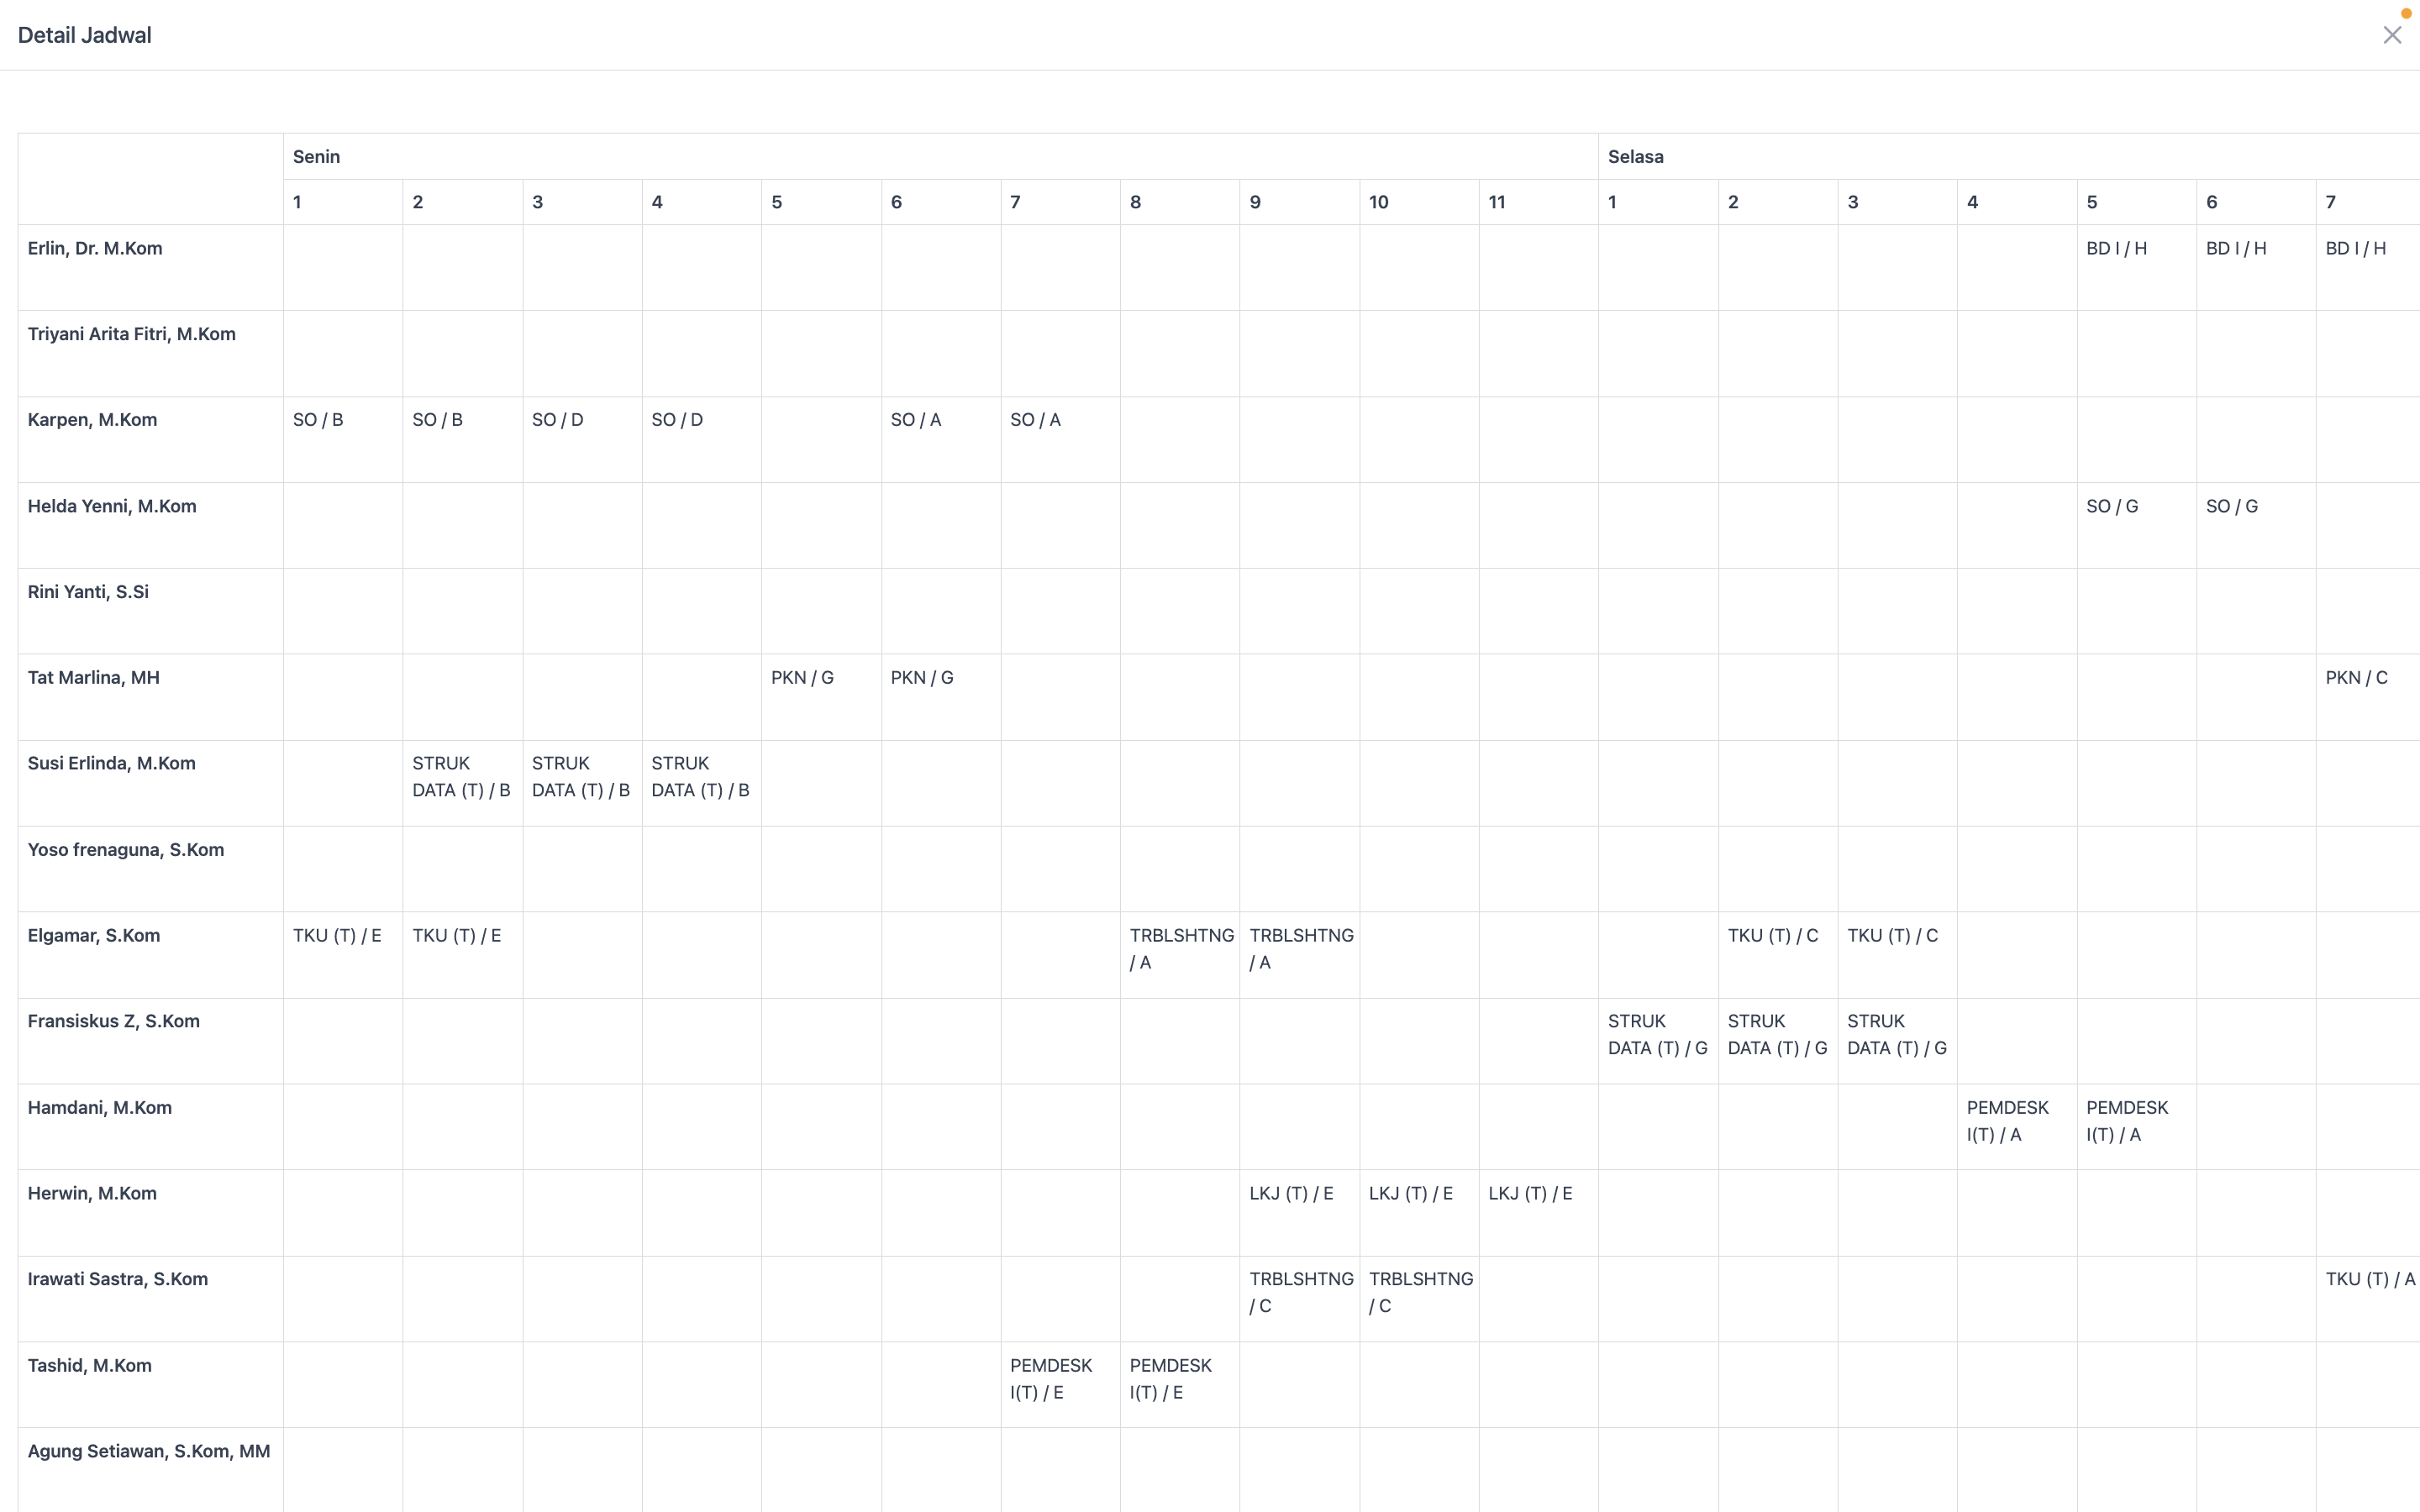 Detail Jadwal
Senin Selasa
1 2 3 4 5 6 7 8 9 10 11 1 2 3 4 5 6 7
Erlin, Dr. M.Kom BD I / H BD I / H BD I / H
Triyani Arita Fitri, M.Kom
Karpen, M.Kom SO / B SO / B SO / D SO / D SO / A SO / A
Helda Yenni, M.Kom SO / G SO / G
Rini Yanti, S.Si
Tat Marlina, MH PKN / G PKN / G PKN / C
Susi Erlinda, M.Kom STRUK STRUK STRUK
DATA (T) / B DATA (T) / B DATA (T) / B
Yoso frenaguna, S.Kom
Elgamar, S.Kom TKU (T) / E TKU (T) / E TRBLSHTNG TRBLSHTNG TKU (T) / C TKU (T) / C
/ A / A
Fransiskus Z, S.Kom STRUK STRUK STRUK
DATA (T) / G DATA (T) / G DATA (T) / G
Hamdani, M.Kom PEMDESK PEMDESK
I(T) / A I(T) / A
Herwin, M.Kom LKJ (T) / E LKJ (T) / E LKJ (T) / E
Irawati Sastra, S.Kom TRBLSHTNG TRBLSHTNG TKU (T) / A
/ C / C
Tashid, M.Kom PEMDESK PEMDESK
I(T) / E I(T) / E
Agung Setiawan, S.Kom, MM